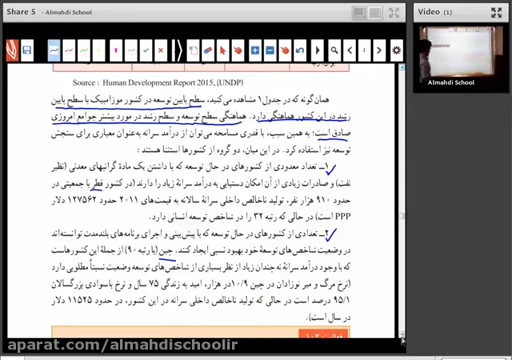 Share 5
Video
Almahdi School
Source : Human Development Report 2015, (UNDP)
همان گونه که در جدول ۱ مشاهده می‌کنید، سطح پایین توسعه در کشور موزامبیک با سطح پایین
رشد در این کشور هماهنگی دارد. هماهنگی سطح توسعه و سطح رشد در مورد بیشتر جوامع امروزی
صادق است؛ به همین سبب، با قدری مسامحه می‌توان از درآمد سرانه به‌عنوان معیاری برای سنجش
توسعه نیز استفاده کرد. در این میان، دو گروه از کشورها استثنا هستند :
۱ــ تعداد معدودی از کشورهای در حال توسعه که با داشتن یک مادهٔ گرانبهای معدنی (نظیر
نفت) و صادرات زیادی از آن امکان دستیابی به درآمد سرانهٔ زیاد را دارند (در کشور قطر با جمعیتی در
حدود ۹۱۰ هزار نفر، تولید ناخالص داخلی سرانه سالانه به قیمت‌های ۲۰۱۱ حدود ۱۲۷۵۶۲ دلار
PPP است) در حالی که رتبه ۳۲ را در شاخص توسعه انسانی دارد.
۲ــ تعدادی از کشورهای در حال توسعه که با پیش‌بینی و اجرای برنامه‌های بلندمدت توانسته‌اند
در وضعیت شاخص‌های توسعهٔ خود بهبود نسبی ایجاد کنند. چین (با رتبه ۹۰) از جملهٔ این کشورهاست
که با وجود درآمد سرانهٔ نه چندان زیاد از نظر بسیاری از شاخص‌های توسعه وضعیت نسبتاً مطلوبی دارد
(نرخ مرگ و میر نوزادان در چین ۱۰/۹ در هزار، امید به زندگی ۷۵ سال و نرخ باسوادی بزرگسالان
۹۵/۱ درصد است در حالی که تولید ناخالص داخلی سرانه در این کشور، در حدود ۱۱۵۲۵ دلار
در سال است).
aparat.com/almahdischoolir